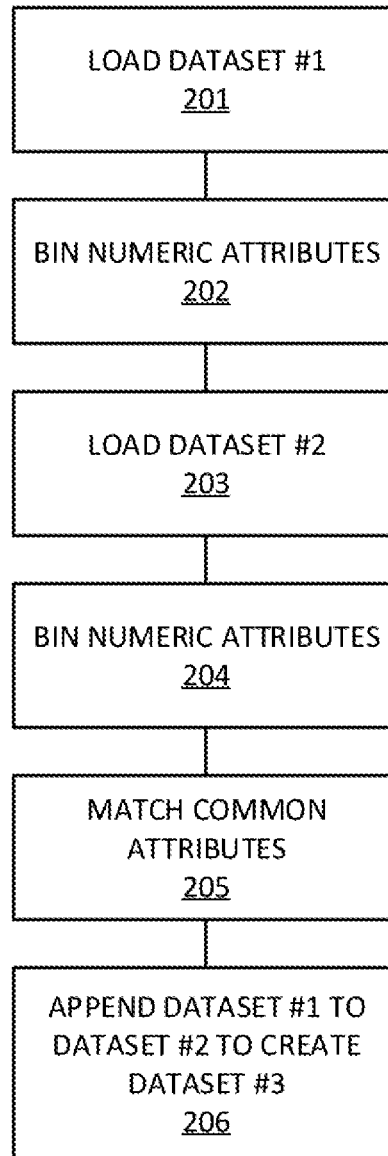 LOAD DATASET #1
201
BIN NUMERIC ATTRIBUTES
202
LOAD DATASET #2
203
BIN NUMERIC ATTRIBUTES
204
MATCH COMMON
ATTRIBUTES
205
APPEND DATASET #1 TO
DATASET #2 TO CREATE
DATASET #3
206